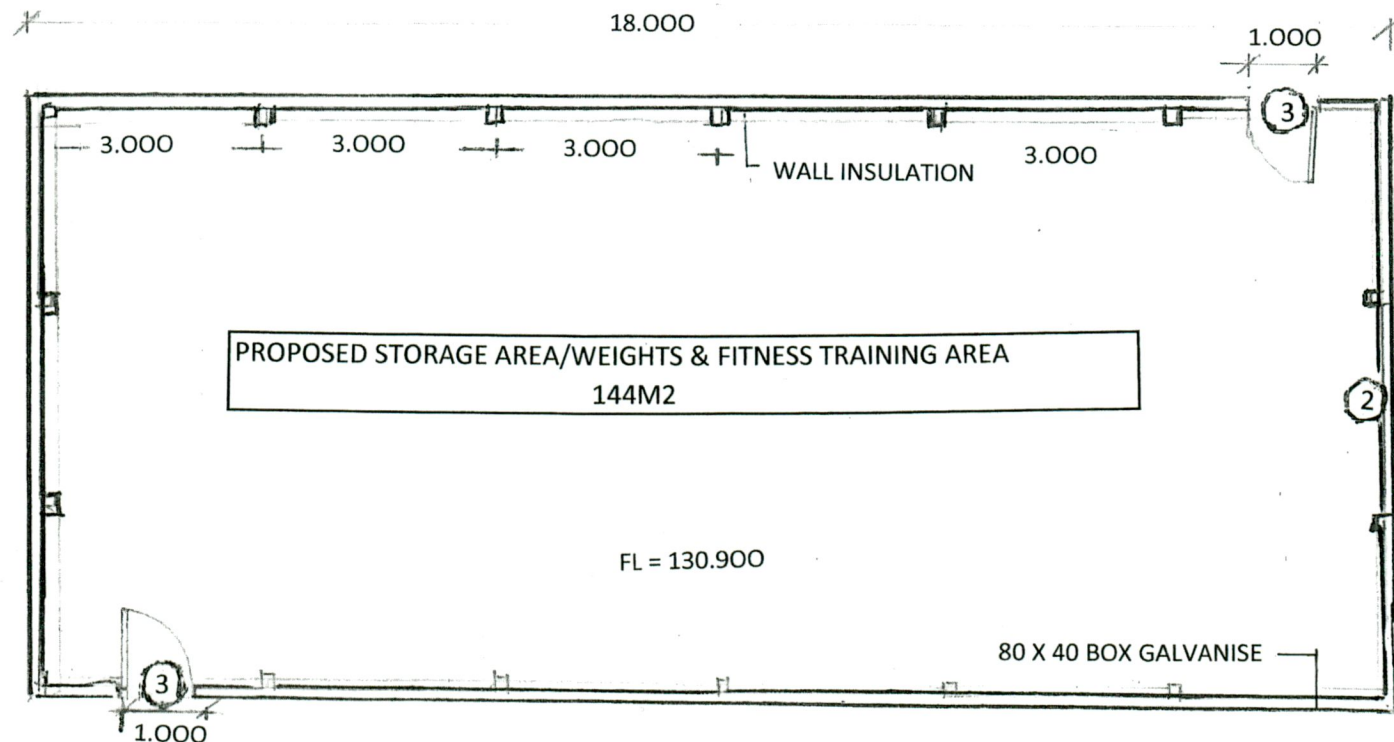 18.000
1.000
3
3.000
3.000
3.000
3.000
WALL INSULATION
PROPOSED STORAGE AREA/WEIGHTS & FITNESS TRAINING AREA
144M2
2
FL = 130.900
80 X 40 BOX GALVANISE
3
1.000